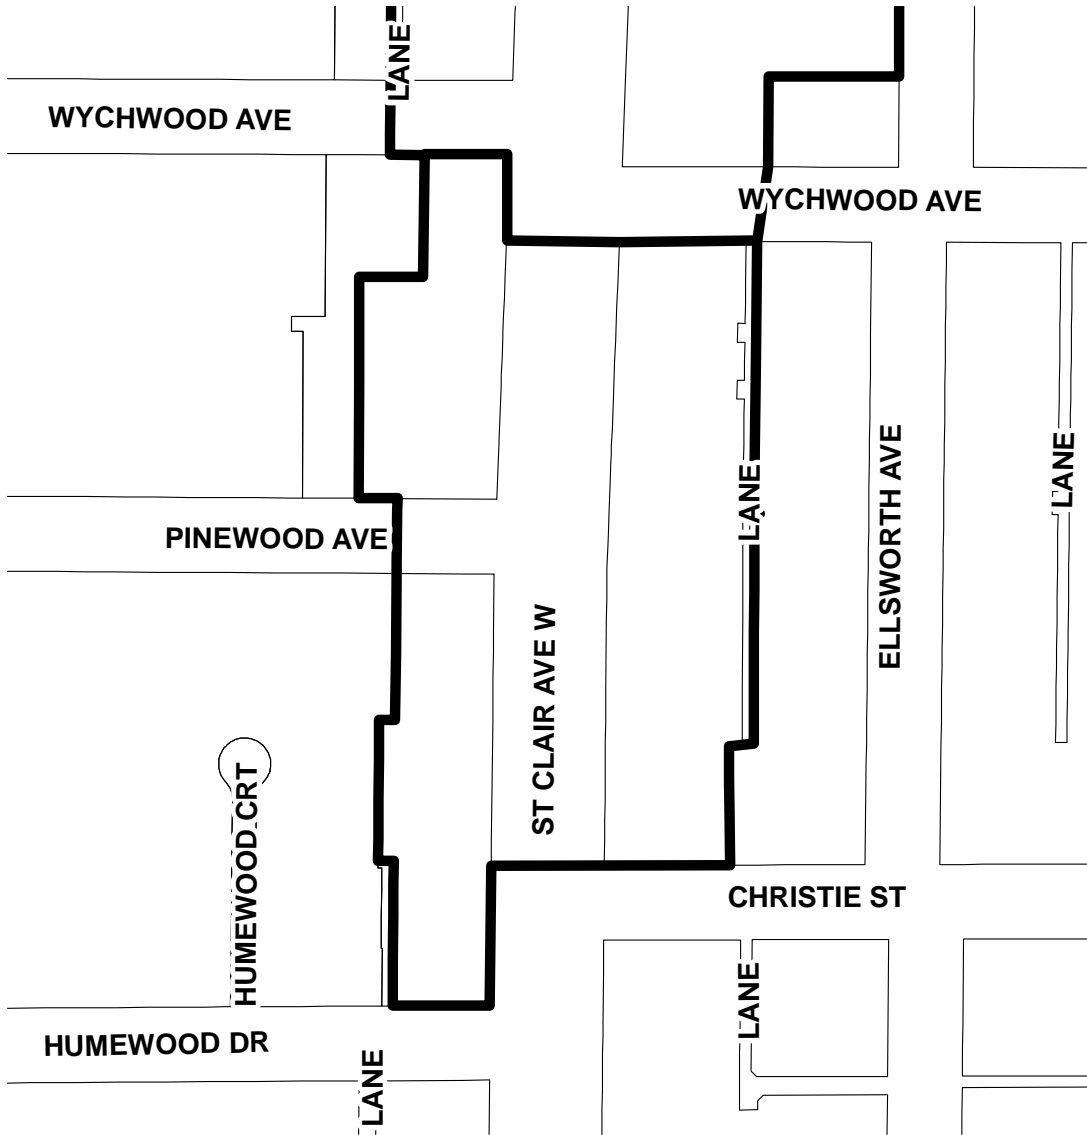 LANE
WYCHWOOD AVE
WYCHWOOD AVE
LANE
LANE
PINEWOOD AVE
ELLSWORTH AVE
ST CLAIR AVE W
HUMEWOOD CRT
CHRISTIE ST
LANE
HUMEWOOD DR
LANE